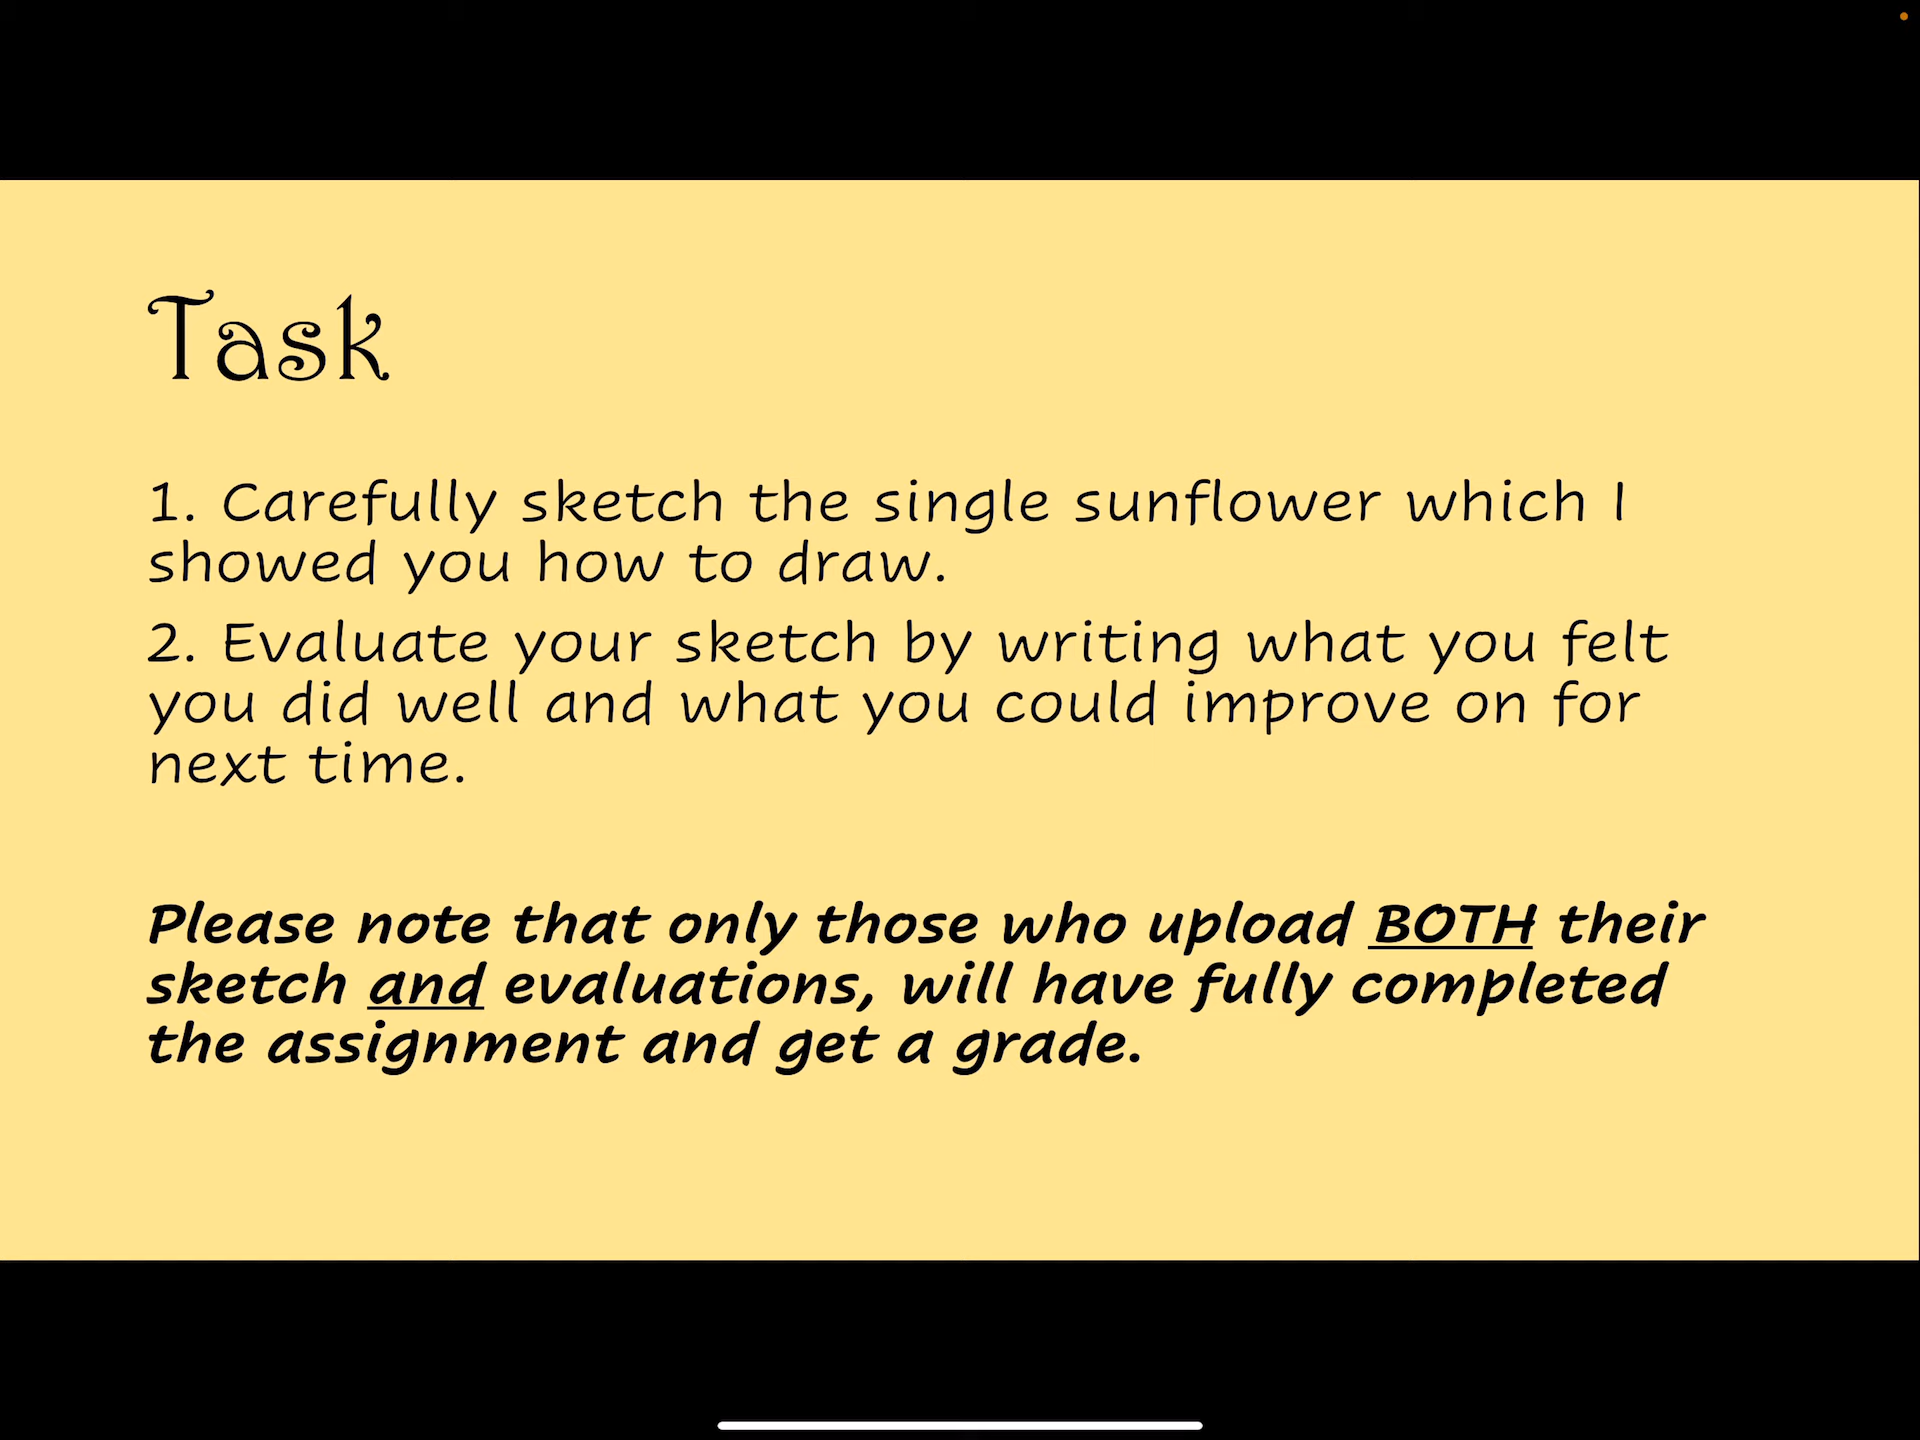 Task
1. Carefully sketch the single sunflower which I
showed you how to draw.
2. Evaluate your sketch by writing what you felt
you did well and what you could improve on for
next time.
Please note that only those who upload BOTH their
sketch and evaluations, will have fully completed
the assignment and get a grade.